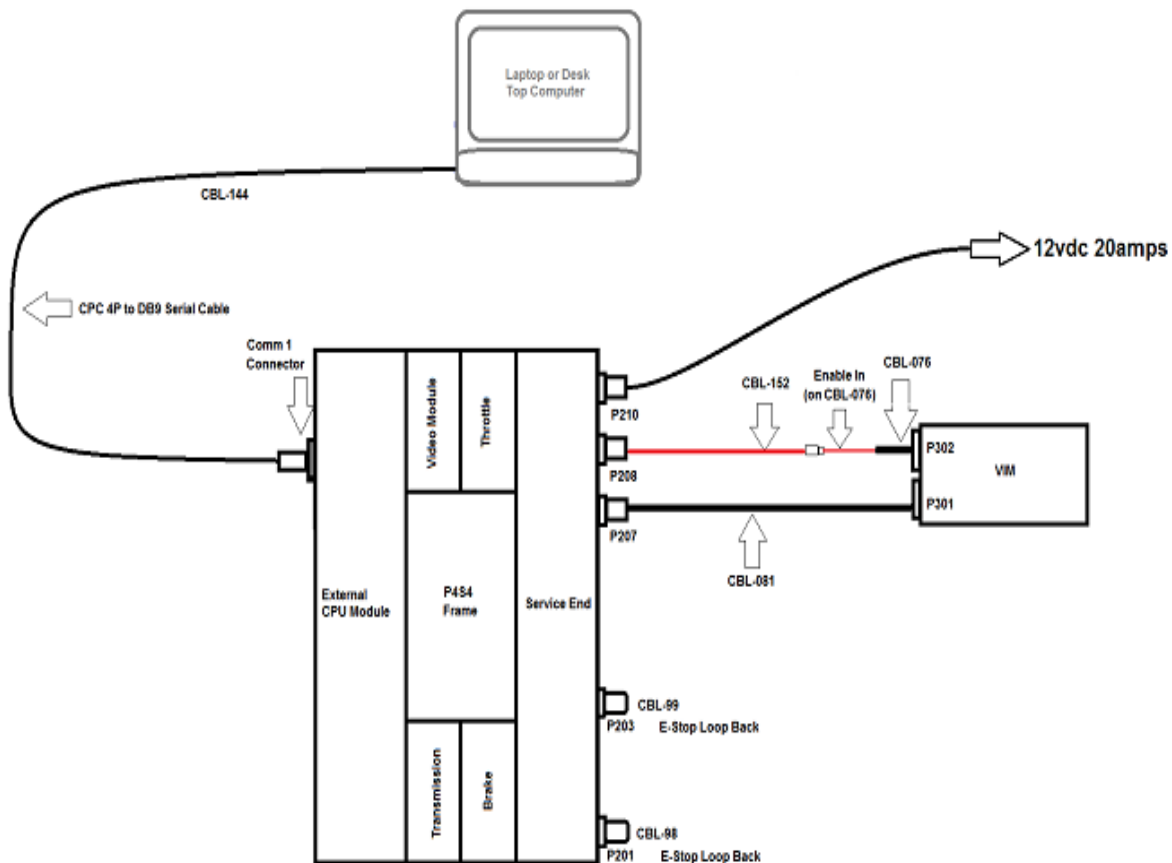 Laptop or Desk
Top Computer
CBL-144
12vdc 20amps
CPC 4P to DB9 Serial Cable
Comm 1
Connector
CBL-152
Enable In
(on CBL-076)
CBL-076
Video Module
Throttle
P210
P208
P302
VIM
P301
P207
CBL-081
External
CPU Module
P4S4
Frame
Service End
CBL-99
P203
E-Stop Loop Back
Transmission
Brake
CBL-98
P201
E-Stop Loop Back